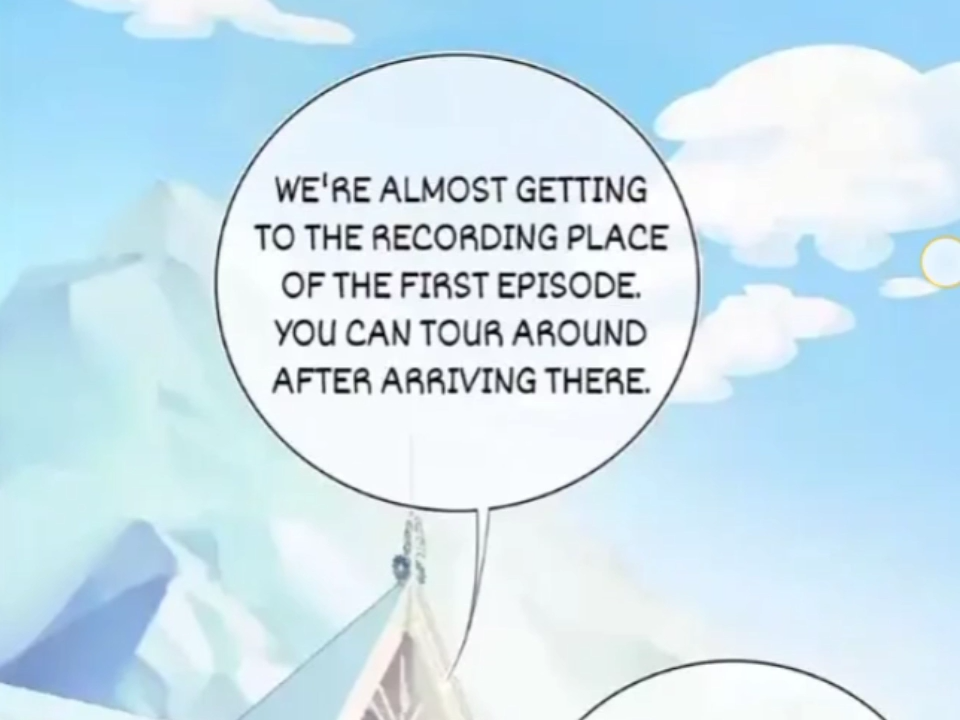 WE'RE ALMOST GETTING
TO THE RECORDING PLACE
OF THE FIRST EPISODE.
YOU CAN TOUR AROUND
AFTER ARRIVING THERE.